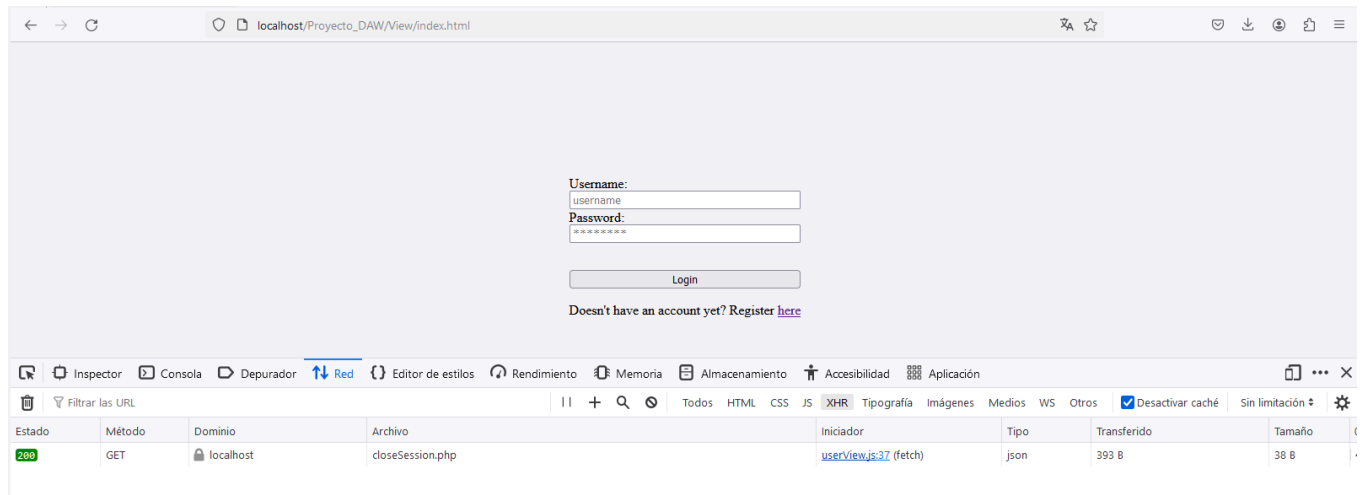 localhost/Proyecto_DAW/View/index.html
Username:
username
Password:
********
Login
Doesn't have an account yet? Register here
Inspector Consola Depurador Red Editor de estilos Rendimiento Memoria Almacenamiento Accesibilidad Aplicación
Filtrar las URL Todos HTML CSS JS XHR Tipografía Imágenes Medios WS Otros Desactivar caché Sin limitación
Estado Método Dominio Archivo Iniciador Tipo Transferido Tamaño
200 GET localhost closeSession.php userView.js:37 (fetch) json 393 B 38 B